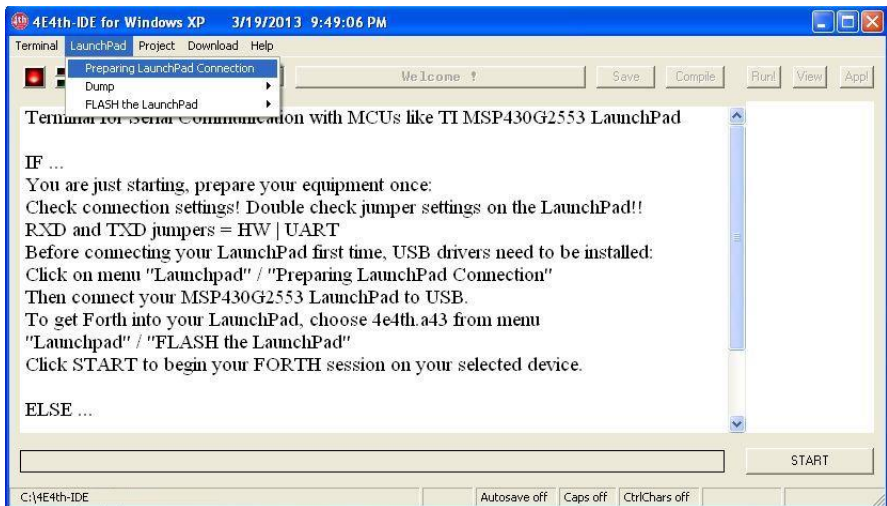 4th 4E4th-IDE for Windows XP 3/19/2013 9:49:06 PM
Terminal LaunchPad Project Download Help
Preparing LaunchPad Connection
Dump
FLASH the LaunchPad
Welcome ! Save Compile Run! View Appl
Terminal for Serial Communication with MCUs like TI MSP430G2553 LaunchPad
IF ...
You are just starting, prepare your equipment once:
Check connection settings! Double check jumper settings on the LaunchPad!!
RXD and TXD jumpers = HW | UART
Before connecting your LaunchPad first time, USB drivers need to be installed:
Click on menu "Launchpad" / "Preparing LaunchPad Connection"
Then connect your MSP430G2553 LaunchPad to USB.
To get Forth into your LaunchPad, choose 4e4th.a43 from menu
"Launchpad" / "FLASH the LaunchPad"
Click START to begin your FORTH session on your selected device.
ELSE ...
START
C:\4E4th-IDE Autosave off Caps off CtrlChars off